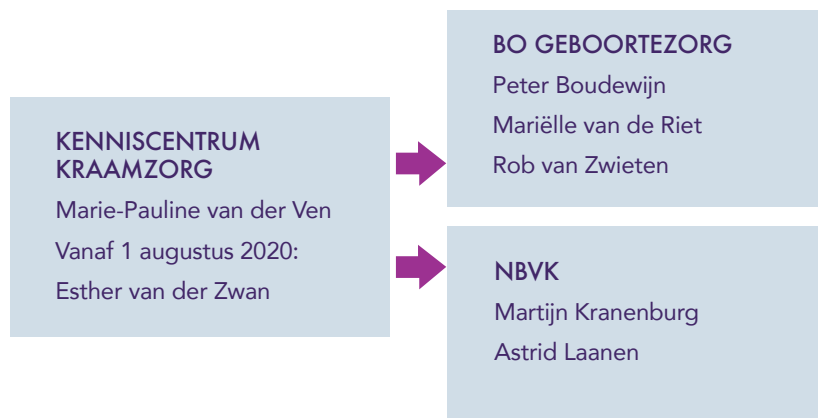 KENNISCENTRUM
KRAAMZORG
Marie-Pauline van der Ven
Vanaf 1 augustus 2020:
Esther van der Zwan
BO GEBOORTEZORG
Peter Boudewijn
Mariëlle van de Riet
Rob van Zwieten
NBVK
Martijn Kranenburg
Astrid Laanen